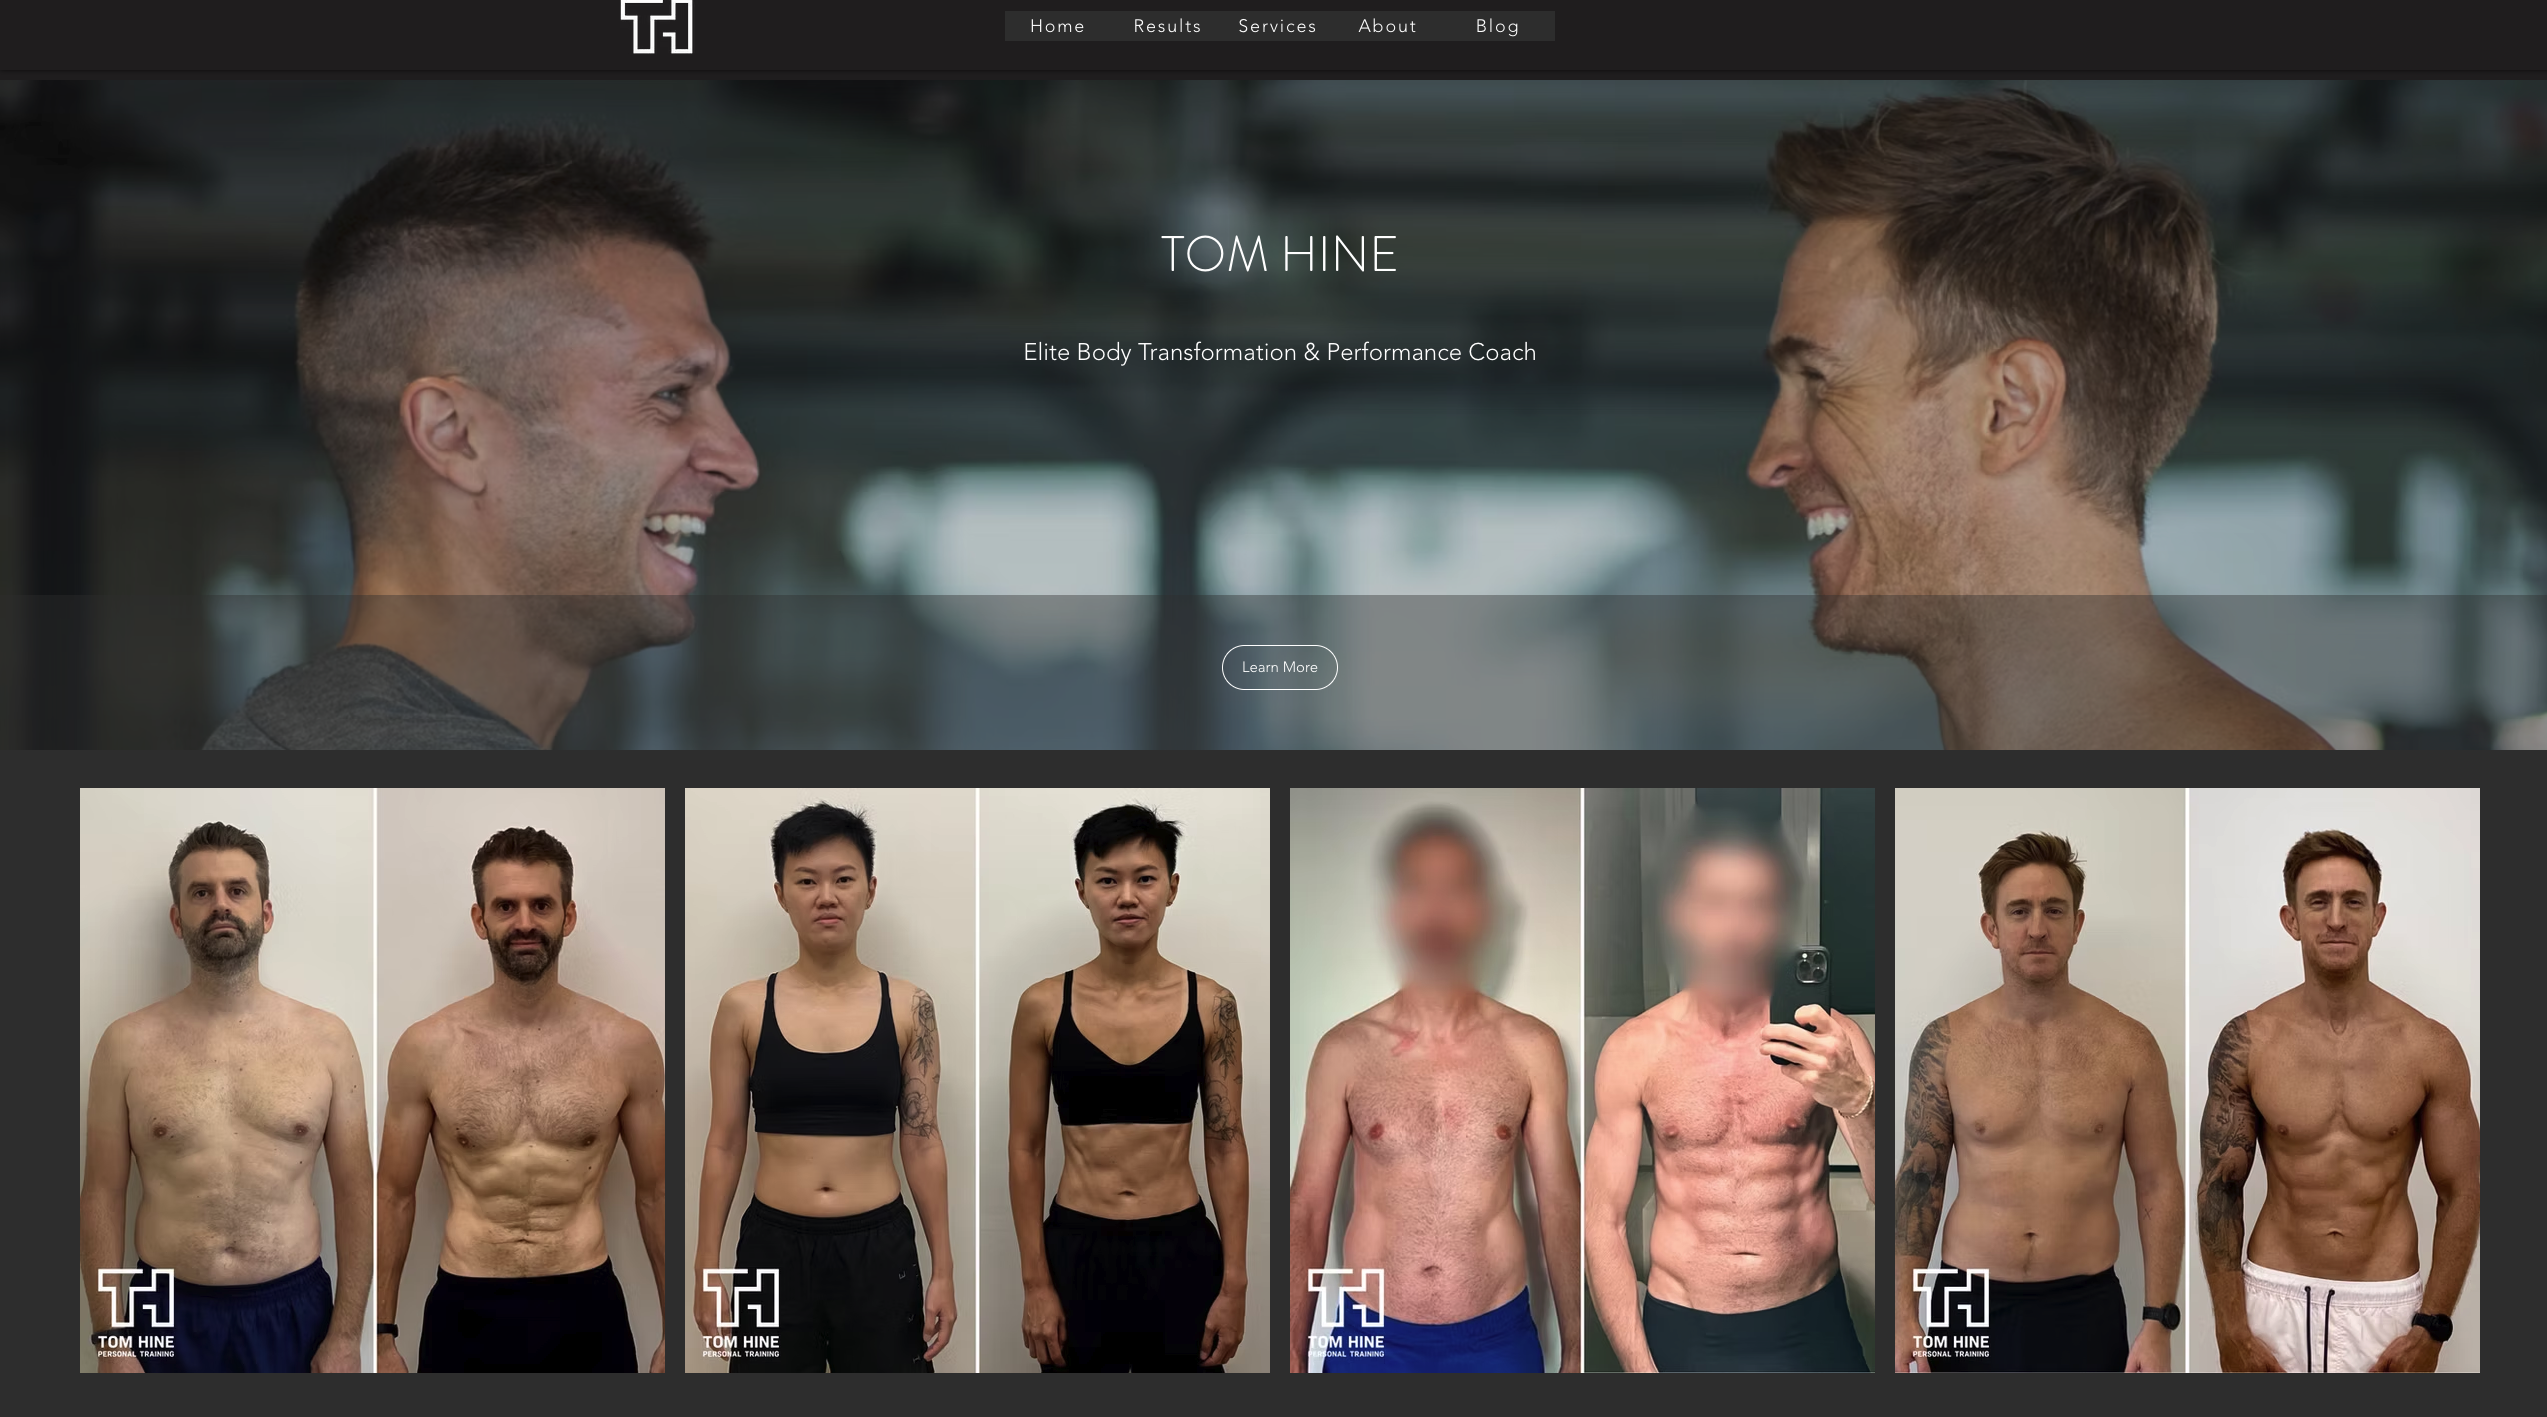 TH
Home Results Services About Blog
TOM HINE
Elite Body Transformation & Performance Coach
Learn More
TH
TOM HINE
PERSONAL TRAINING
TH
TOM HINE
PERSONAL TRAINING
TH
TOM HINE
PERSONAL TRAINING
TH
TOM HINE
PERSONAL TRAINING